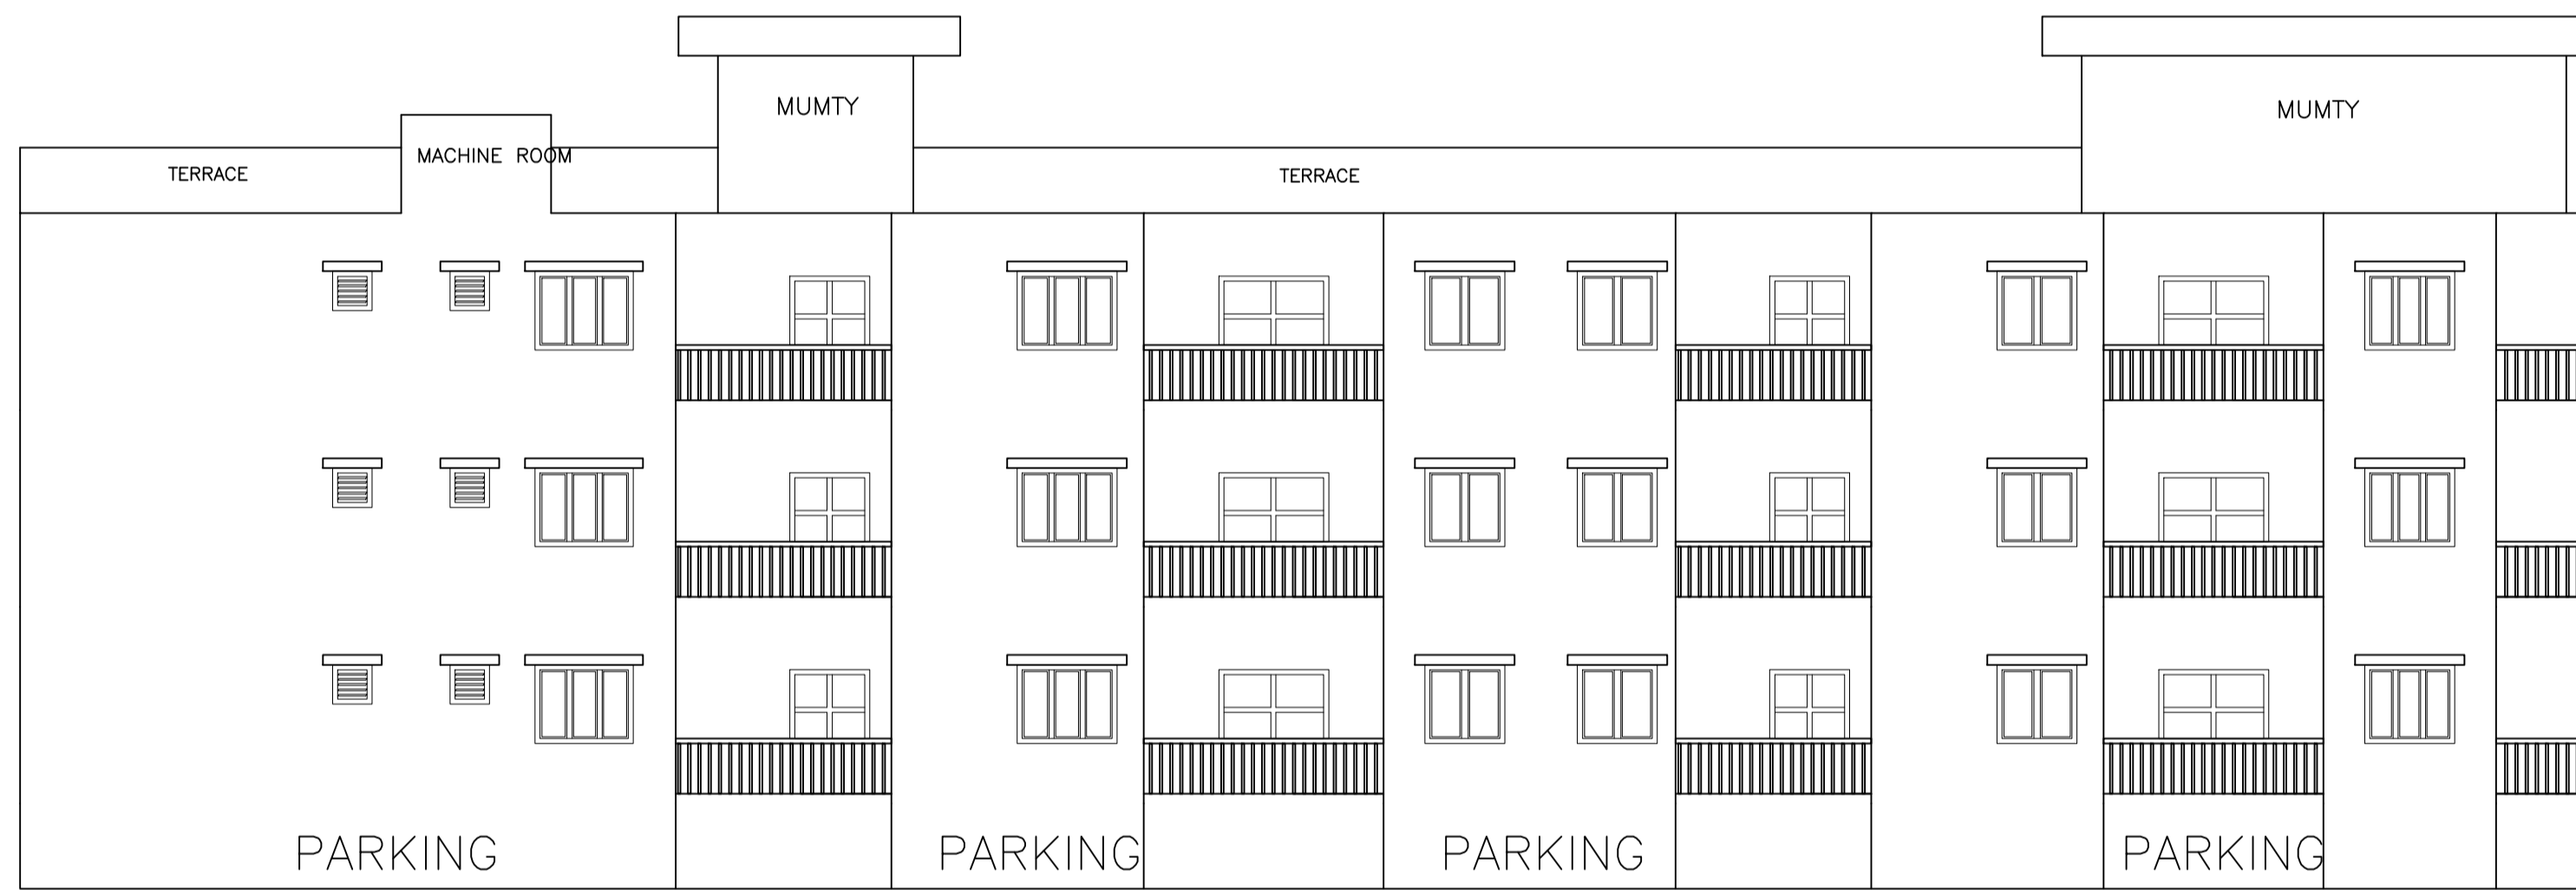 MUMTY
MUMTY
MACHINE ROOM
TERRACE
TERRACE
PARKING
PARKING
PARKING
PARKING